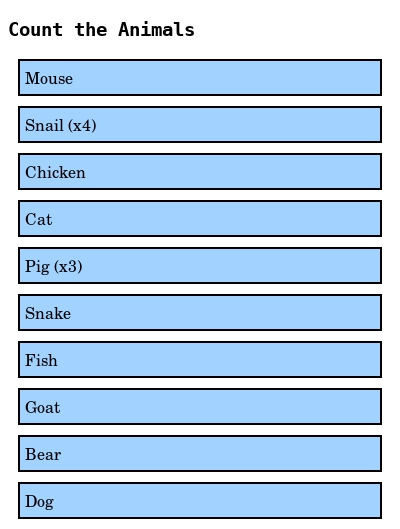 Count the Animals
Mouse
Snail (x4)
Chicken
Cat
Pig (x3)
Snake
Fish
Goat
Bear
Dog